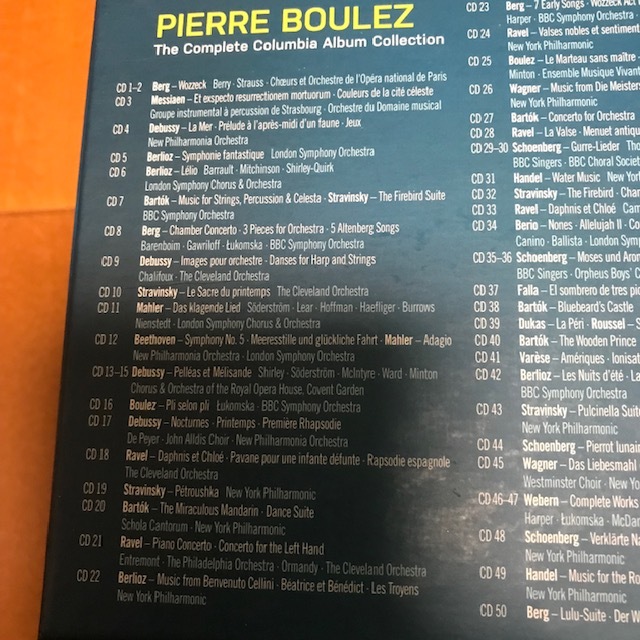 PIERRE BOULEZ
The Complete Columbia Album Collection
CD 1–2 Berg – Wozzeck Berry · Strauss · Chœurs et Orchestre de l'Opéra national de Paris
CD 3 Messiaen – Et exspecto resurrectionem mortuorum · Couleurs de la cité céleste
Groupe instrumental à percussion de Strasbourg · Orchestre du Domaine musical
CD 4 Debussy – La Mer · Prélude à l'après-midi d'un faune · Jeux
New Philharmonia Orchestra
CD 5 Berlioz – Symphonie fantastique London Symphony Orchestra
CD 6 Berlioz – Lélio Barrault · Mitchinson · Shirley-Quirk
London Symphony Chorus & Orchestra
CD 7 Bartók – Music for Strings, Percussion & Celesta · Stravinsky – The Firebird Suite
BBC Symphony Orchestra
CD 8 Berg – Chamber Concerto · 3 Pieces for Orchestra · 5 Altenberg Songs
Barenboim · Gawriloff · Łukomska · BBC Symphony Orchestra
CD 9 Debussy – Images pour orchestre · Danses for Harp and Strings
Chalifoux · The Cleveland Orchestra
CD 10 Stravinsky – Le Sacre du printemps The Cleveland Orchestra
CD 11 Mahler – Das klagende Lied Söderström · Lear · Hoffman · Haefliger · Burrows
Nienstedt · London Symphony Chorus & Orchestra
CD 12 Beethoven – Symphony No. 5 · Meeresstille und glückliche Fahrt · Mahler – Adagio
New Philharmonia Orchestra · London Symphony Orchestra
CD 13–15 Debussy – Pelléas et Mélisande Shirley · Söderström · McIntyre · Ward · Minton
Chorus & Orchestra of the Royal Opera House, Covent Garden
CD 16 Boulez – Pli selon pli Łukomska · BBC Symphony Orchestra
CD 17 Debussy – Nocturnes · Printemps · Première Rhapsodie
De Peyer · John Alldis Choir · New Philharmonia Orchestra
CD 18 Ravel – Daphnis et Chloé · Pavane pour une infante défunte · Rapsodie espagnole
The Cleveland Orchestra
CD 19 Stravinsky – Pétroushka New York Philharmonic
CD 20 Bartók – The Miraculous Mandarin · Dance Suite
Schola Cantorum · New York Philharmonic
CD 21 Ravel – Piano Concerto · Concerto for the Left Hand
Entremont · The Philadelphia Orchestra · Ormandy · The Cleveland Orchestra
CD 22 Berlioz – Music from Benvenuto Cellini · Béatrice et Bénédict · Les Troyens
New York Philharmonic
CD 23 Berg – 7 Early Songs · Wozzeck Act
Harper · BBC Symphony Orchestra
CD 24 Ravel – Valses nobles et sentiment
New York Philharmonic
CD 25 Boulez – Le Marteau sans maître –
Minton · Ensemble Musique Vivant
CD 26 Wagner – Music from Die Meister
New York Philharmonic
CD 27 Bartók – Concerto for Orchestra
CD 28 Ravel – La Valse · Menuet antique
CD 29–30 Schoenberg – Gurre-Lieder Tho
BBC Singers · BBC Choral Societ
CD 31 Handel – Water Music New York
CD 32 Stravinsky – The Firebird · Chan
CD 33 Ravel – Daphnis et Chloé Cam
CD 34 Berio – Nones · Allelujah II · Co
Canino · Ballista · London Symp
CD 35–36 Schoenberg – Moses und Aron
BBC Singers · Orpheus Boys' C
CD 37 Falla – El sombrero de tres pic
CD 38 Bartók – Bluebeard's Castle
CD 39 Dukas – La Péri · Roussel – S
CD 40 Bartók – The Wooden Prince
CD 41 Varèse – Amériques · Ionisat
CD 42 Berlioz – Les Nuits d'été · La
BBC Symphony Orchestra
CD 43 Stravinsky – Pulcinella Suite
New York Philharmonic
CD 44 Schoenberg – Pierrot lunair
CD 45 Wagner – Das Liebesmahl
Westminster Choir · New Yo
CD 46–47 Webern – Complete Works
Harper · Łukomska · McDa
CD 48 Schoenberg – Verklärte Na
New York Philharmonic
CD 49 Handel – Music for the Ro
New York Philharmonic
CD 50 Berg – Lulu-Suite · Der W